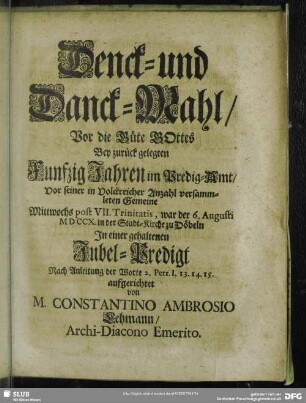 Denck-und
Danck-Mahl/
Vor die Güte GOttes
Bey zurück gelegten
Funfzig Jahren im Predig-Amt/
Vor seiner in Volckreicher Anzahl versamm-
leten Gemeine
Mittwochs post VII. Trinitatis, war der 6. Augusti
MDCCX. in der Stadt-Kirche zu Döbeln
In einer gehaltenen
Jubel-Predigt
Nach Anleitung der Worte 2. Petr. I. 13. 14. 15.
aufgerichtet
von
M. CONSTANTINO AMBROSIO
Lehmann/
Archi-Diacono Emerito.
SLUB
DFG